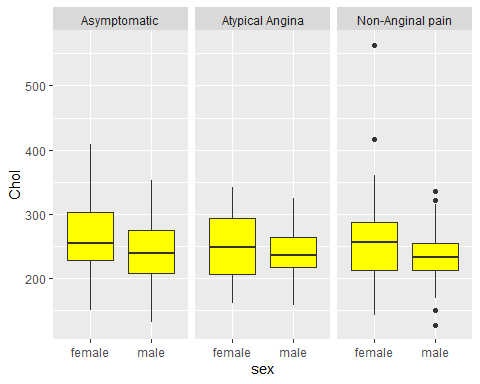 Asymptomatic Atypical Angina Non-Anginal pain
500
400
300
200
Chol
female male female male female male
sex